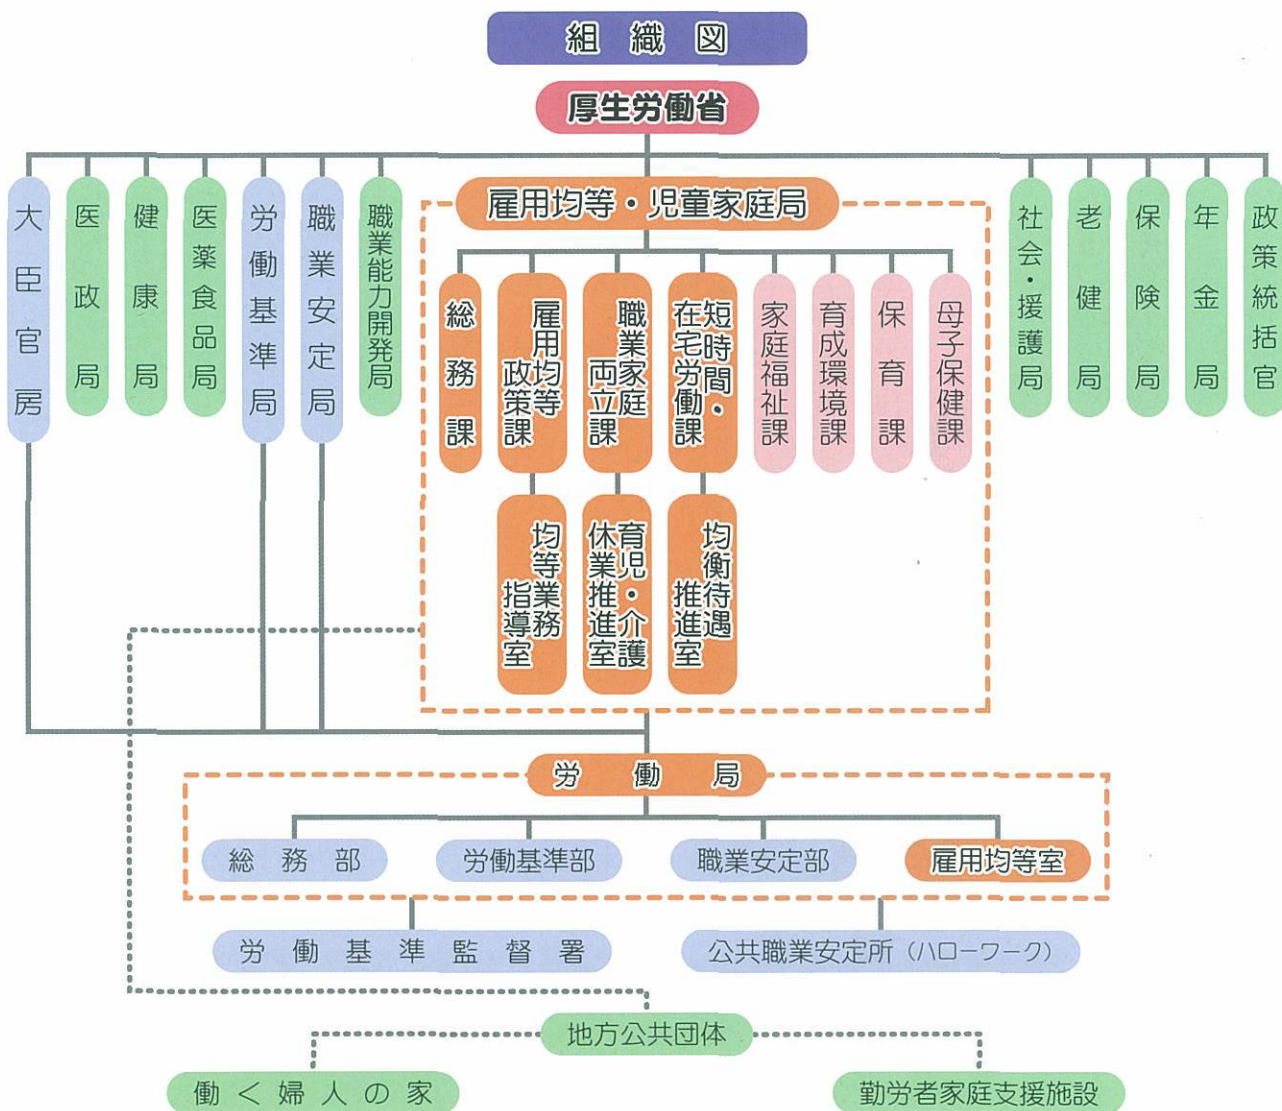 組織図
厚生労働省
大臣官房
医政局
健康局
医薬食品局
労働基準局
職業安定局
職業能力開発局
雇用均等・児童家庭局
社会・援護局
老健局
保険局
年金局
政策統括官
総務課
雇用均等
政策課
職業家庭
両立課
短時間・
在宅労働課
家庭福祉課
育成環境課
保育課
母子保健課
均等業務
指導室
育児・介護
休業推進室
均衡待遇
推進室
労働局
総務部
労働基準部
職業安定部
雇用均等室
労働基準監督署
公共職業安定所（ハローワーク）
地方公共団体
働く婦人の家
勤労者家庭支援施設